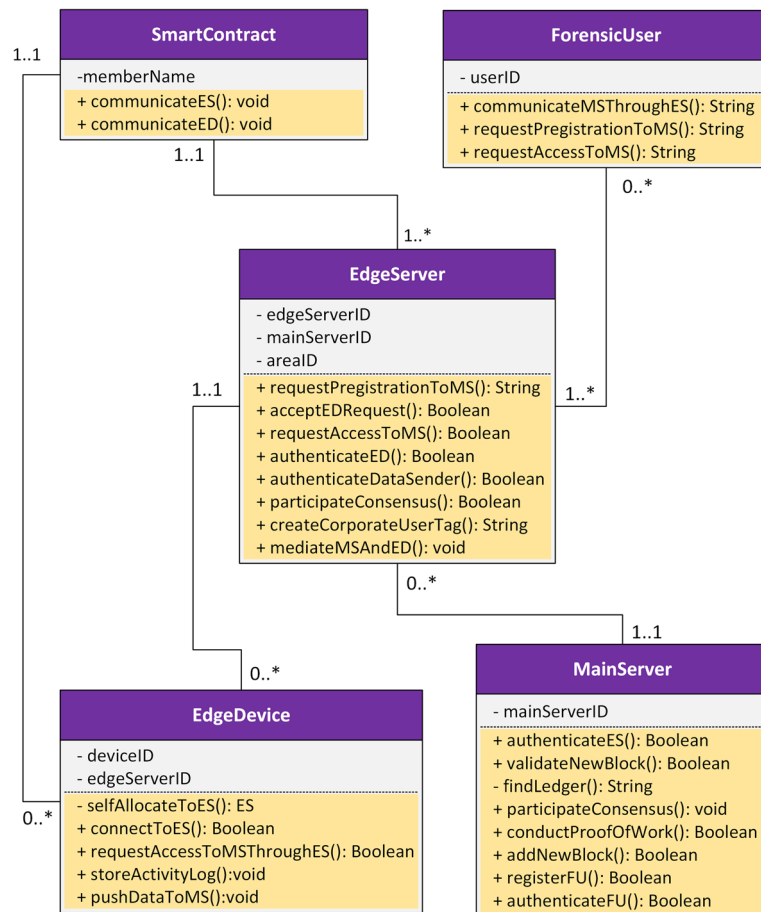 SmartContract
-memberName
+ communicateES(): void
+ communicateED(): void
ForensicUser
- userID
+ communicateMSThroughES(): String
+ requestPregistrationToMS(): String
+ requestAccessToMS(): String
1..1
1..1
0..*
1..*
EdgeServer
- edgeServerID
- mainServerID
- areaID
+ requestPregistrationToMS(): String
+ acceptEDRequest(): Boolean
+ requestAccessToMS(): Boolean
+ authenticateED(): Boolean
+ authenticateDataSender(): Boolean
+ participateConsensus(): Boolean
+ createCorporateUserTag(): String
+ mediateMSAndED(): void
1..1
1..*
0..*
1..1
0..*
EdgeDevice
- deviceID
- edgeServerID
- selfAllocateToES(): ES
+ connectToES(): Boolean
+ requestAccessToMSThroughES(): Boolean
+ storeActivityLog():void
+ pushDataToMS():void
0..*
MainServer
- mainServerID
+ authenticateES(): Boolean
+ validateNewBlock(): Boolean
- findLedger(): String
+ participateConsensus(): void
+ conductProofOfWork(): Boolean
+ addNewBlock(): Boolean
+ registerFU(): Boolean
+ authenticateFU(): Boolean